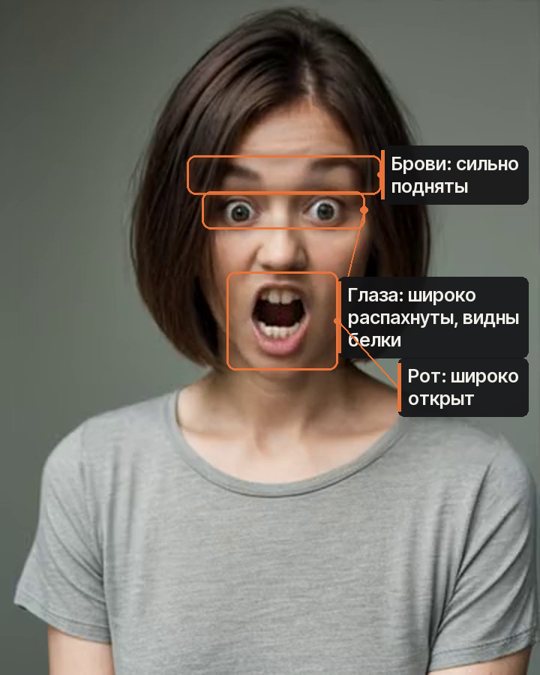 Брови: сильно
подняты
Глаза: широко
распахнуты, видны
белки
Рот: широко
открыт